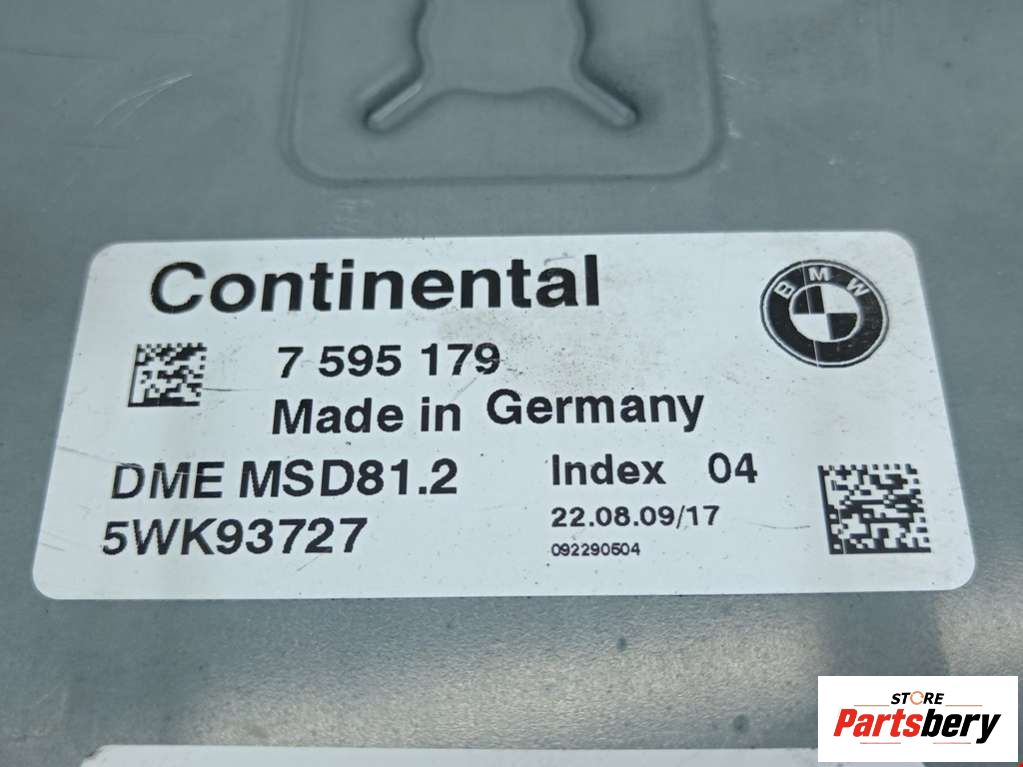 Continental
BMW
7 595 179
Made in Germany
DME MSD81.2
Index 04
5WK93727
22.08.09/17
092290604
STORE
Partsbery